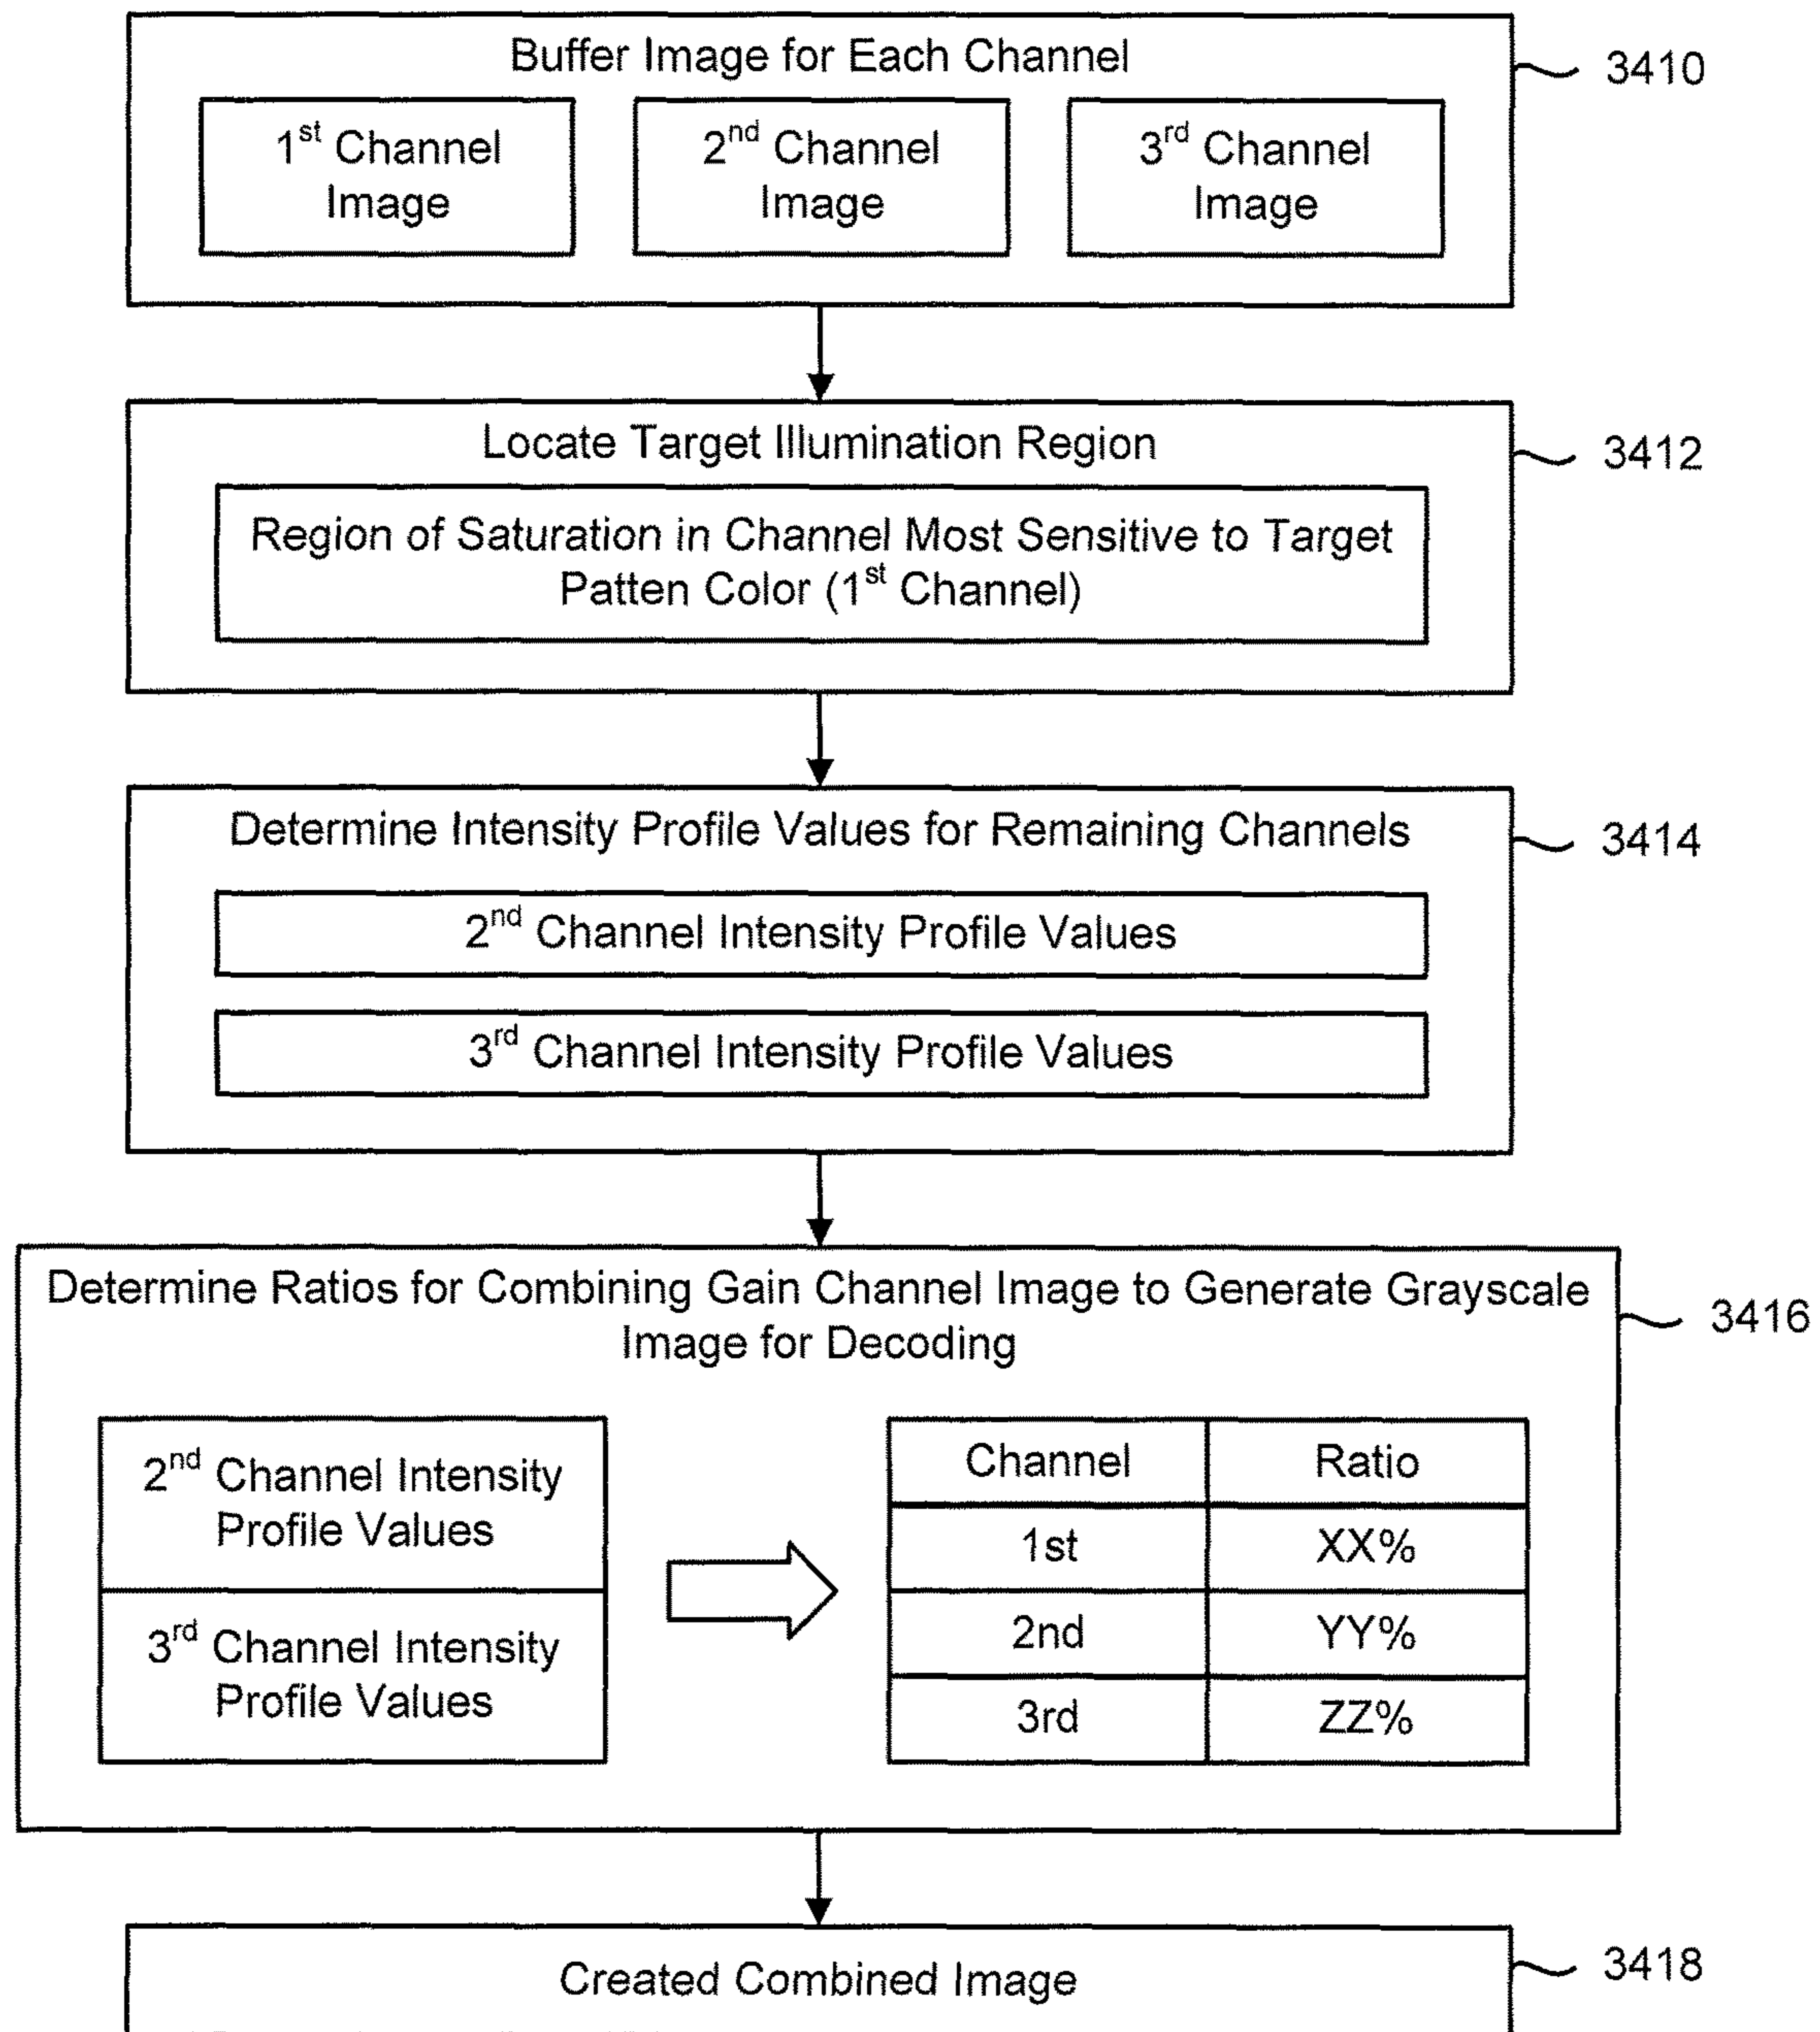 Buffer Image for Each Channel
3410
1st Channel
Image
2nd Channel
Image
3rd Channel
Image
Locate Target Illumination Region
3412
Region of Saturation in Channel Most Sensitive to Target
Patten Color (1st Channel)
Determine Intensity Profile Values for Remaining Channels
3414
2nd Channel Intensity Profile Values
3rd Channel Intensity Profile Values
Determine Ratios for Combining Gain Channel Image to Generate Grayscale
Image for Decoding
3416
2nd Channel Intensity
Profile Values
3rd Channel Intensity
Profile Values
Channel Ratio
1st XX%
2nd YY%
3rd ZZ%
Created Combined Image
3418